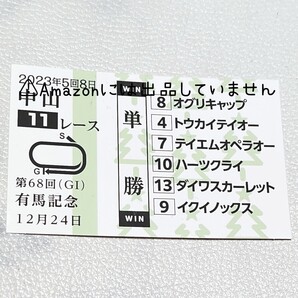 2023年5回8日
⚠Amazonには出品していません
中山
11レース
S
G
第68回(GI)
有馬記念
12月24日
WIN
単勝
WIN
8 オグリキャップ
4 トウカイテイオー
7 テイエムオペラオー
10 ハーツクライ
13 ダイワスカーレット
9 イクイノックス